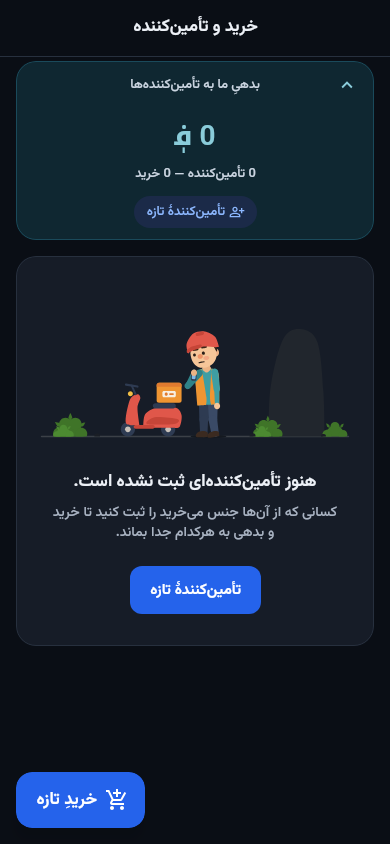 خرید و تأمین‌کننده
بدهیِ ما به تأمین‌کننده‌ها
0 ؋
0 تأمین‌کننده — 0 خرید
تأمین‌کنندهٔ تازه
هنوز تأمین‌کننده‌ای ثبت نشده است.
کسانی که از آن‌ها جنس می‌خرید را ثبت کنید تا خرید
و بدهی به هرکدام جدا بماند.
تأمین‌کنندهٔ تازه
خریدِ تازه